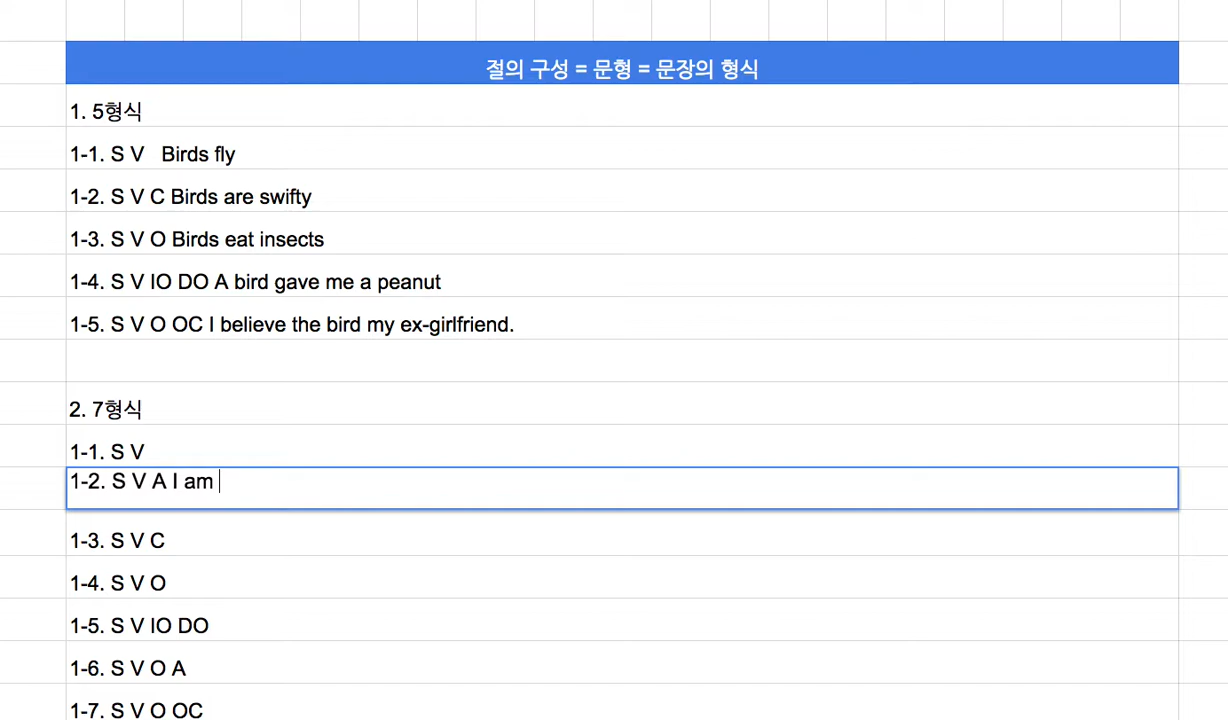 절의 구성 = 문형 = 문장의 형식
1. 5형식
1-1. S V   Birds fly
1-2. S V C Birds are swifty
1-3. S V O Birds eat insects
1-4. S V IO DO A bird gave me a peanut
1-5. S V O OC I believe the bird my ex-girlfriend.
2. 7형식
1-1. S V
1-2. S V A I am
1-3. S V C
1-4. S V O
1-5. S V IO DO
1-6. S V O A
1-7. S V O OC